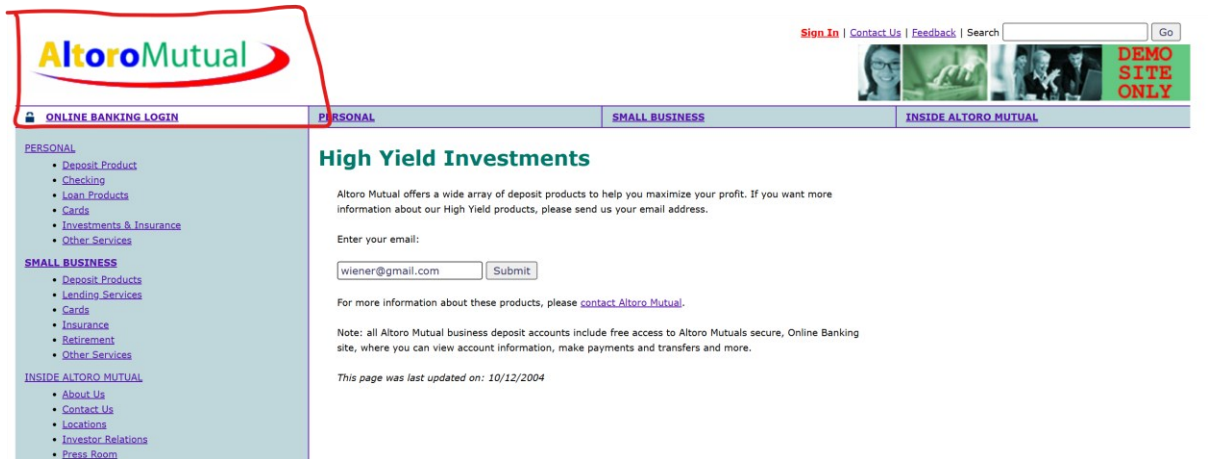 AltoroMutual
Sign In | Contact Us | Feedback | Search Go
DEMO
SITE
ONLY
ONLINE BANKING LOGIN
PERSONAL
SMALL BUSINESS
INSIDE ALTORO MUTUAL
PERSONAL
Deposit Product
Checking
Loan Products
Cards
Investments & Insurance
Other Services
SMALL BUSINESS
Deposit Products
Lending Services
Cards
Insurance
Retirement
Other Services
INSIDE ALTORO MUTUAL
About Us
Contact Us
Locations
Investor Relations
Press Room
High Yield Investments
Altoro Mutual offers a wide array of deposit products to help you maximize your profit. If you want more
information about our High Yield products, please send us your email address.
Enter your email:
wiener@gmail.com Submit
For more information about these products, please contact Altoro Mutual.
Note: all Altoro Mutual business deposit accounts include free access to Altoro Mutuals secure, Online Banking
site, where you can view account information, make payments and transfers and more.
This page was last updated on: 10/12/2004